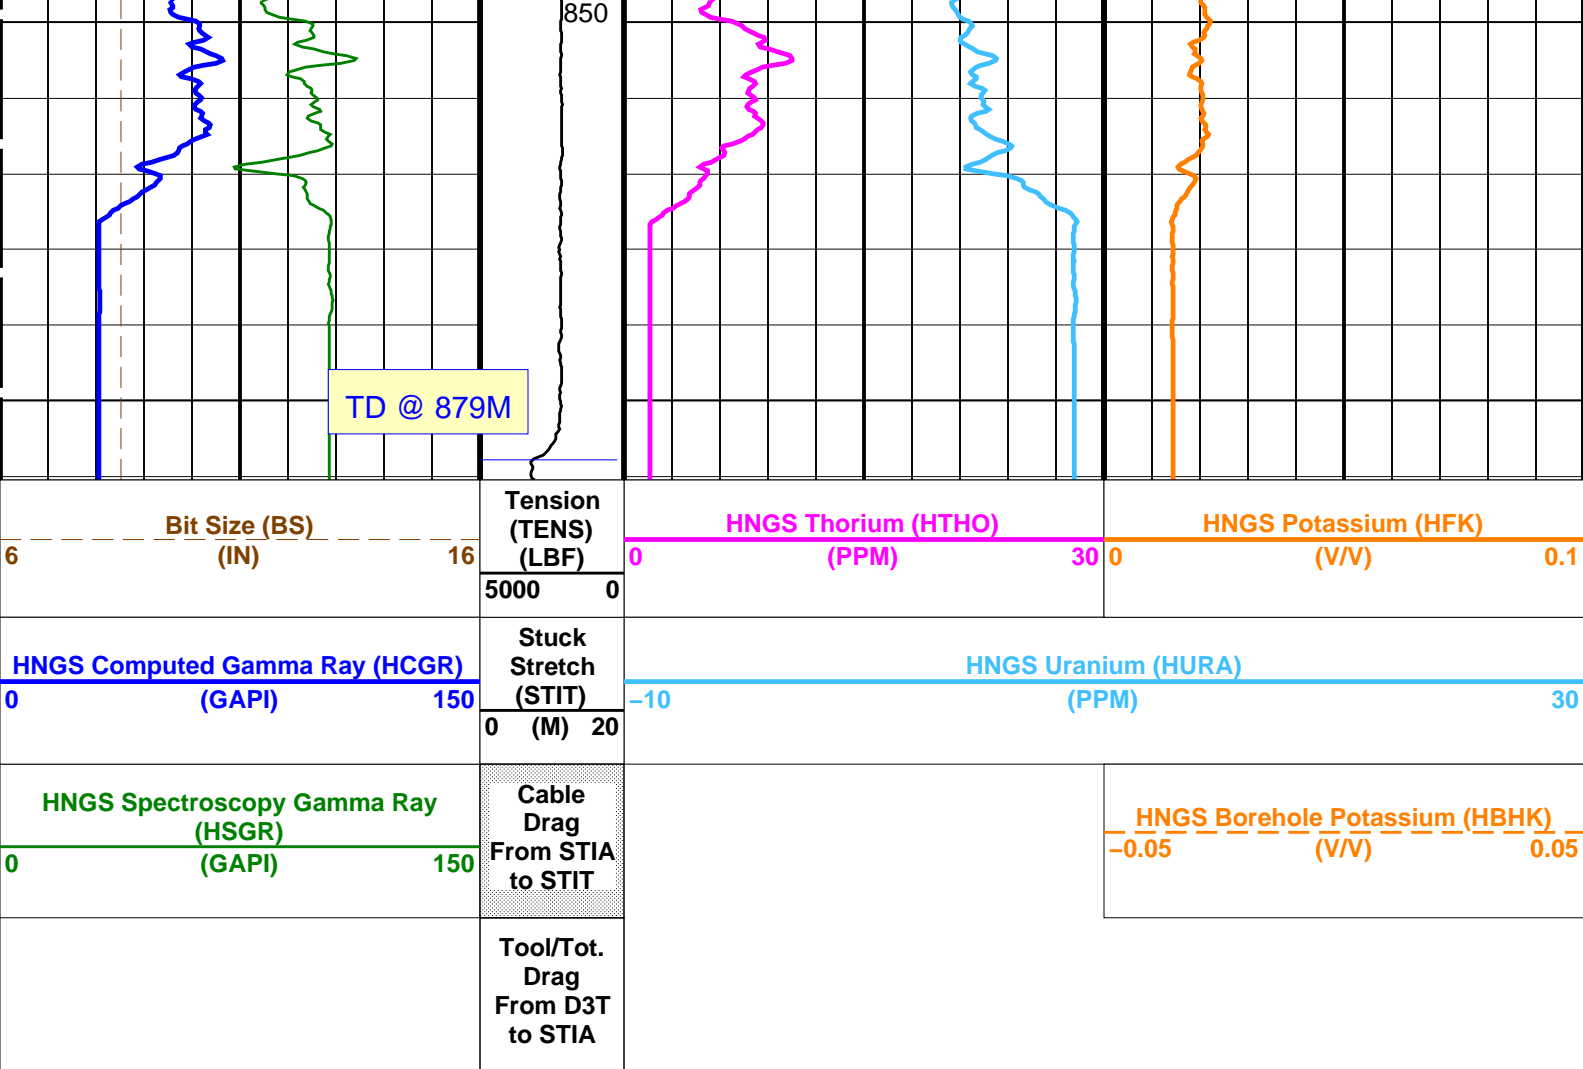 850
TD @ 879M
Bit Size (BS)
6 (IN) 16
Tension
(TENS)
(LBF)
5000 0
HNGS Thorium (HTHO)
0 (PPM) 30
HNGS Potassium (HFK)
0 (V/V) 0.1
HNGS Computed Gamma Ray (HCGR)
0 (GAPI) 150
Stuck
Stretch
(STIT)
0 (M) 20
HNGS Uranium (HURA)
−10 (PPM) 30
HNGS Spectroscopy Gamma Ray
(HSGR)
0 (GAPI) 150
Cable
Drag
From STIA
to STIT
HNGS Borehole Potassium (HBHK)
−0.05 (V/V) 0.05
Tool/Tot.
Drag
From D3T
to STIA